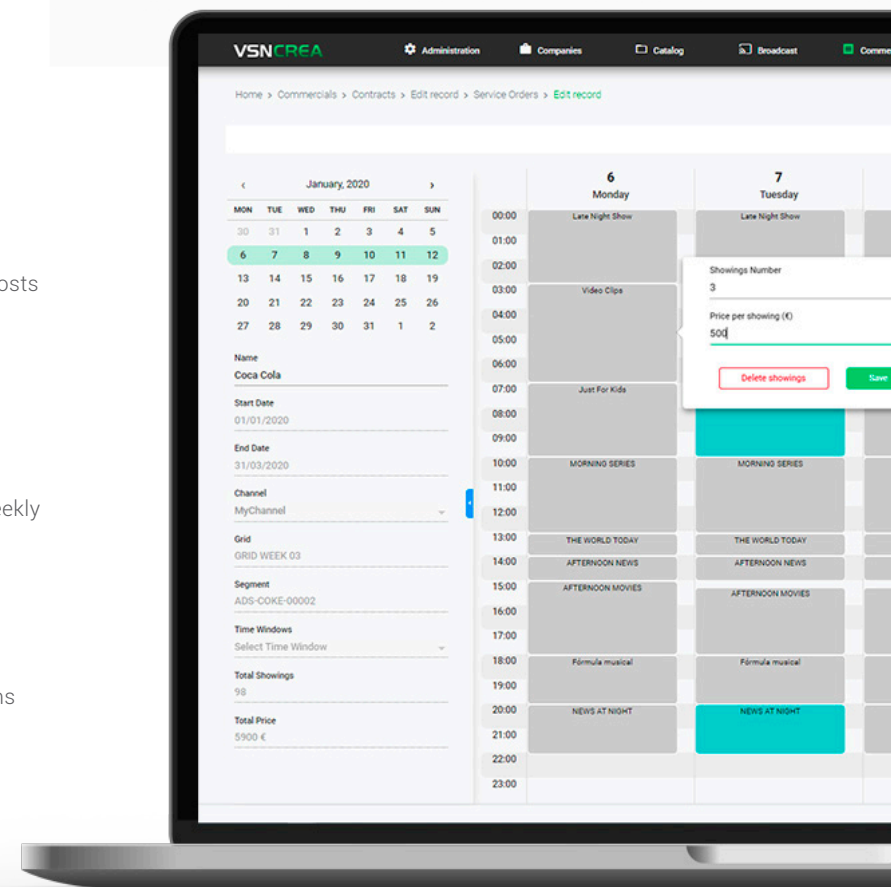 VSNCREA
Administration Companies Catalog Broadcast Comme
Home > Commercials > Contracts > Edit record > Service Orders > Edit record
osts
eekly
ns
‹ January, 2020 ›
MON TUE WED THU FRI SAT SUN
30 31 1 2 3 4 5
6 7 8 9 10 11 12
13 14 15 16 17 18 19
20 21 22 23 24 25 26
27 28 29 30 31 1 2
Name
Coca Cola
Start Date
01/01/2020
End Date
31/03/2020
Channel
MyChannel
Grid
GRID WEEK 03
Segment
ADS-COKE-00002
Time Windows
Select Time Window
Total Showings
98
Total Price
5900 €
6 7
Monday Tuesday
00:00 Late Night Show Late Night Show
01:00
02:00
03:00 Video Clips
04:00
05:00
06:00
07:00 Just For Kids
08:00
09:00
10:00 MORNING SERIES MORNING SERIES
11:00
12:00
13:00 THE WORLD TODAY THE WORLD TODAY
14:00 AFTERNOON NEWS AFTERNOON NEWS
15:00 AFTERNOON MOVIES AFTERNOON MOVIES
16:00
17:00
18:00 Fórmula musical Fórmula musical
19:00
20:00 NEWS AT NIGHT NEWS AT NIGHT
21:00
22:00
23:00
Showings Number
3
Price per showing (€)
500
Delete showings Save